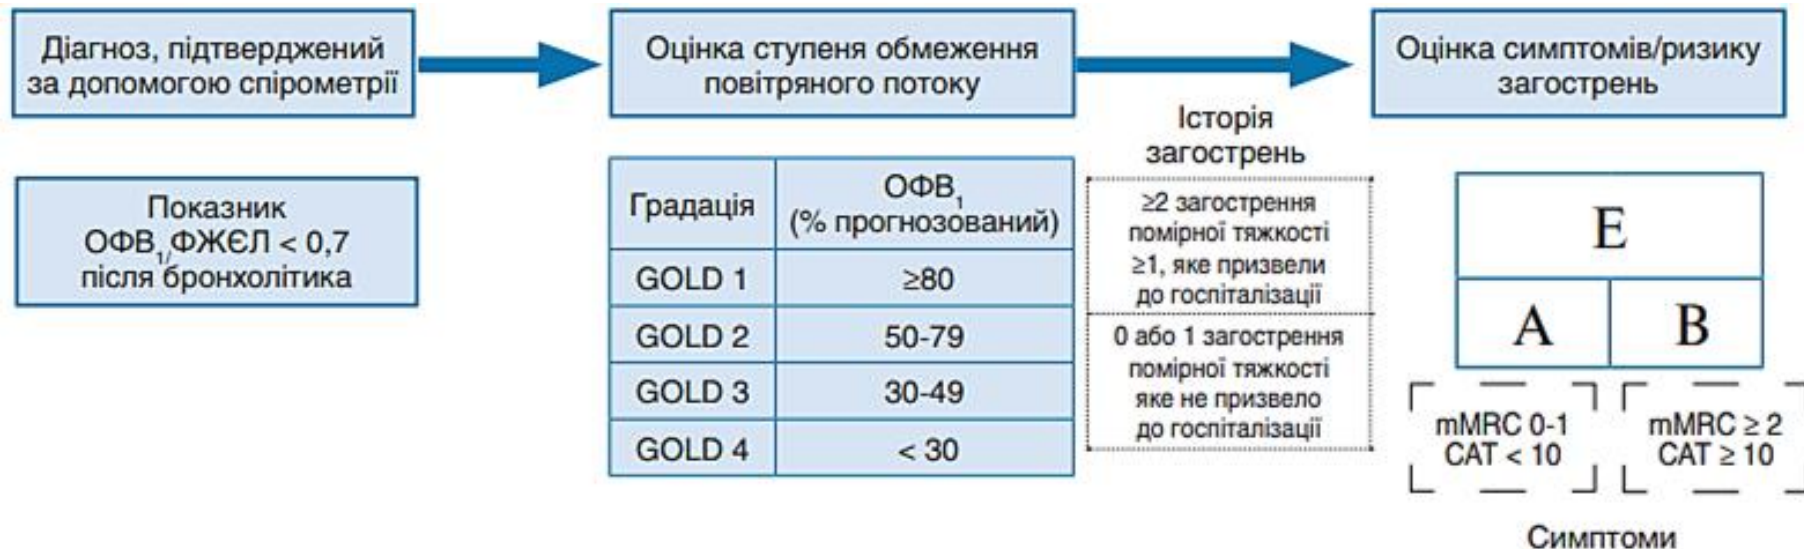 Діагноз, підтверджений
за допомогою спірометрії
Оцінка ступеня обмеження
повітряного потоку
Оцінка симптомів/ризику
загострень
Показник
ОФВ₁/ФЖЄЛ < 0,7
після бронхолітика
Градація
ОФВ₁
(% прогнозований)
GOLD 1
≥80
GOLD 2
50-79
GOLD 3
30-49
GOLD 4
< 30
Історія
загострень
≥2 загострення
помірної тяжкості
≥1, яке призвели
до госпіталізації
0 або 1 загострення
помірної тяжкості
яке не призвело
до госпіталізації
E
A
B
mMRC 0-1
CAT < 10
mMRC ≥ 2
CAT ≥ 10
Симптоми